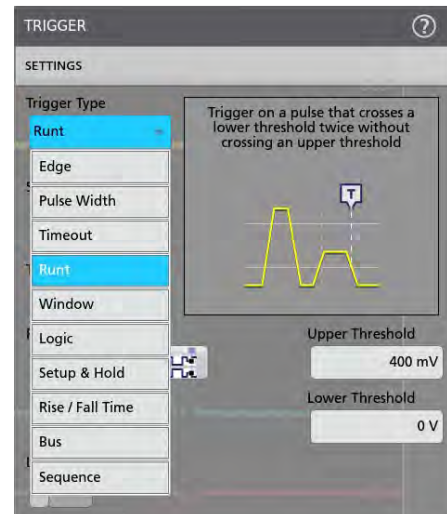 TRIGGER
?
SETTINGS
Trigger Type
Runt
Edge
Pulse Width
Timeout
Runt
Window
Logic
Setup & Hold
Rise / Fall Time
Bus
Sequence
Trigger on a pulse that crosses a
lower threshold twice without
crossing an upper threshold
T
Upper Threshold
400 mV
Lower Threshold
0 V